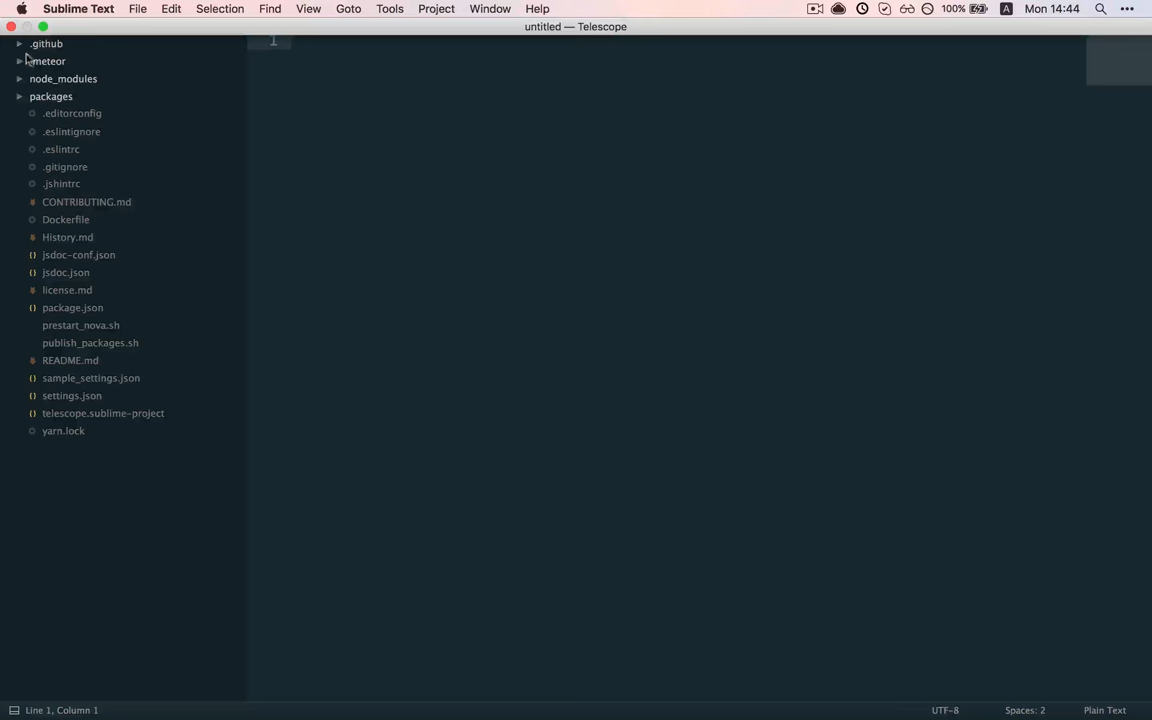 Sublime Text File Edit Selection Find View Goto Tools Project Window Help 100% A Mon 14:44
untitled — Telescope
.github
.meteor
node_modules
packages
.editorconfig
.eslintignore
.eslintrc
.gitignore
.jshintrc
CONTRIBUTING.md
Dockerfile
History.md
jsdoc-conf.json
jsdoc.json
license.md
package.json
prestart_nova.sh
publish_packages.sh
README.md
sample_settings.json
settings.json
telescope.sublime-project
yarn.lock
1
Line 1, Column 1 UTF-8 Spaces: 2 Plain Text